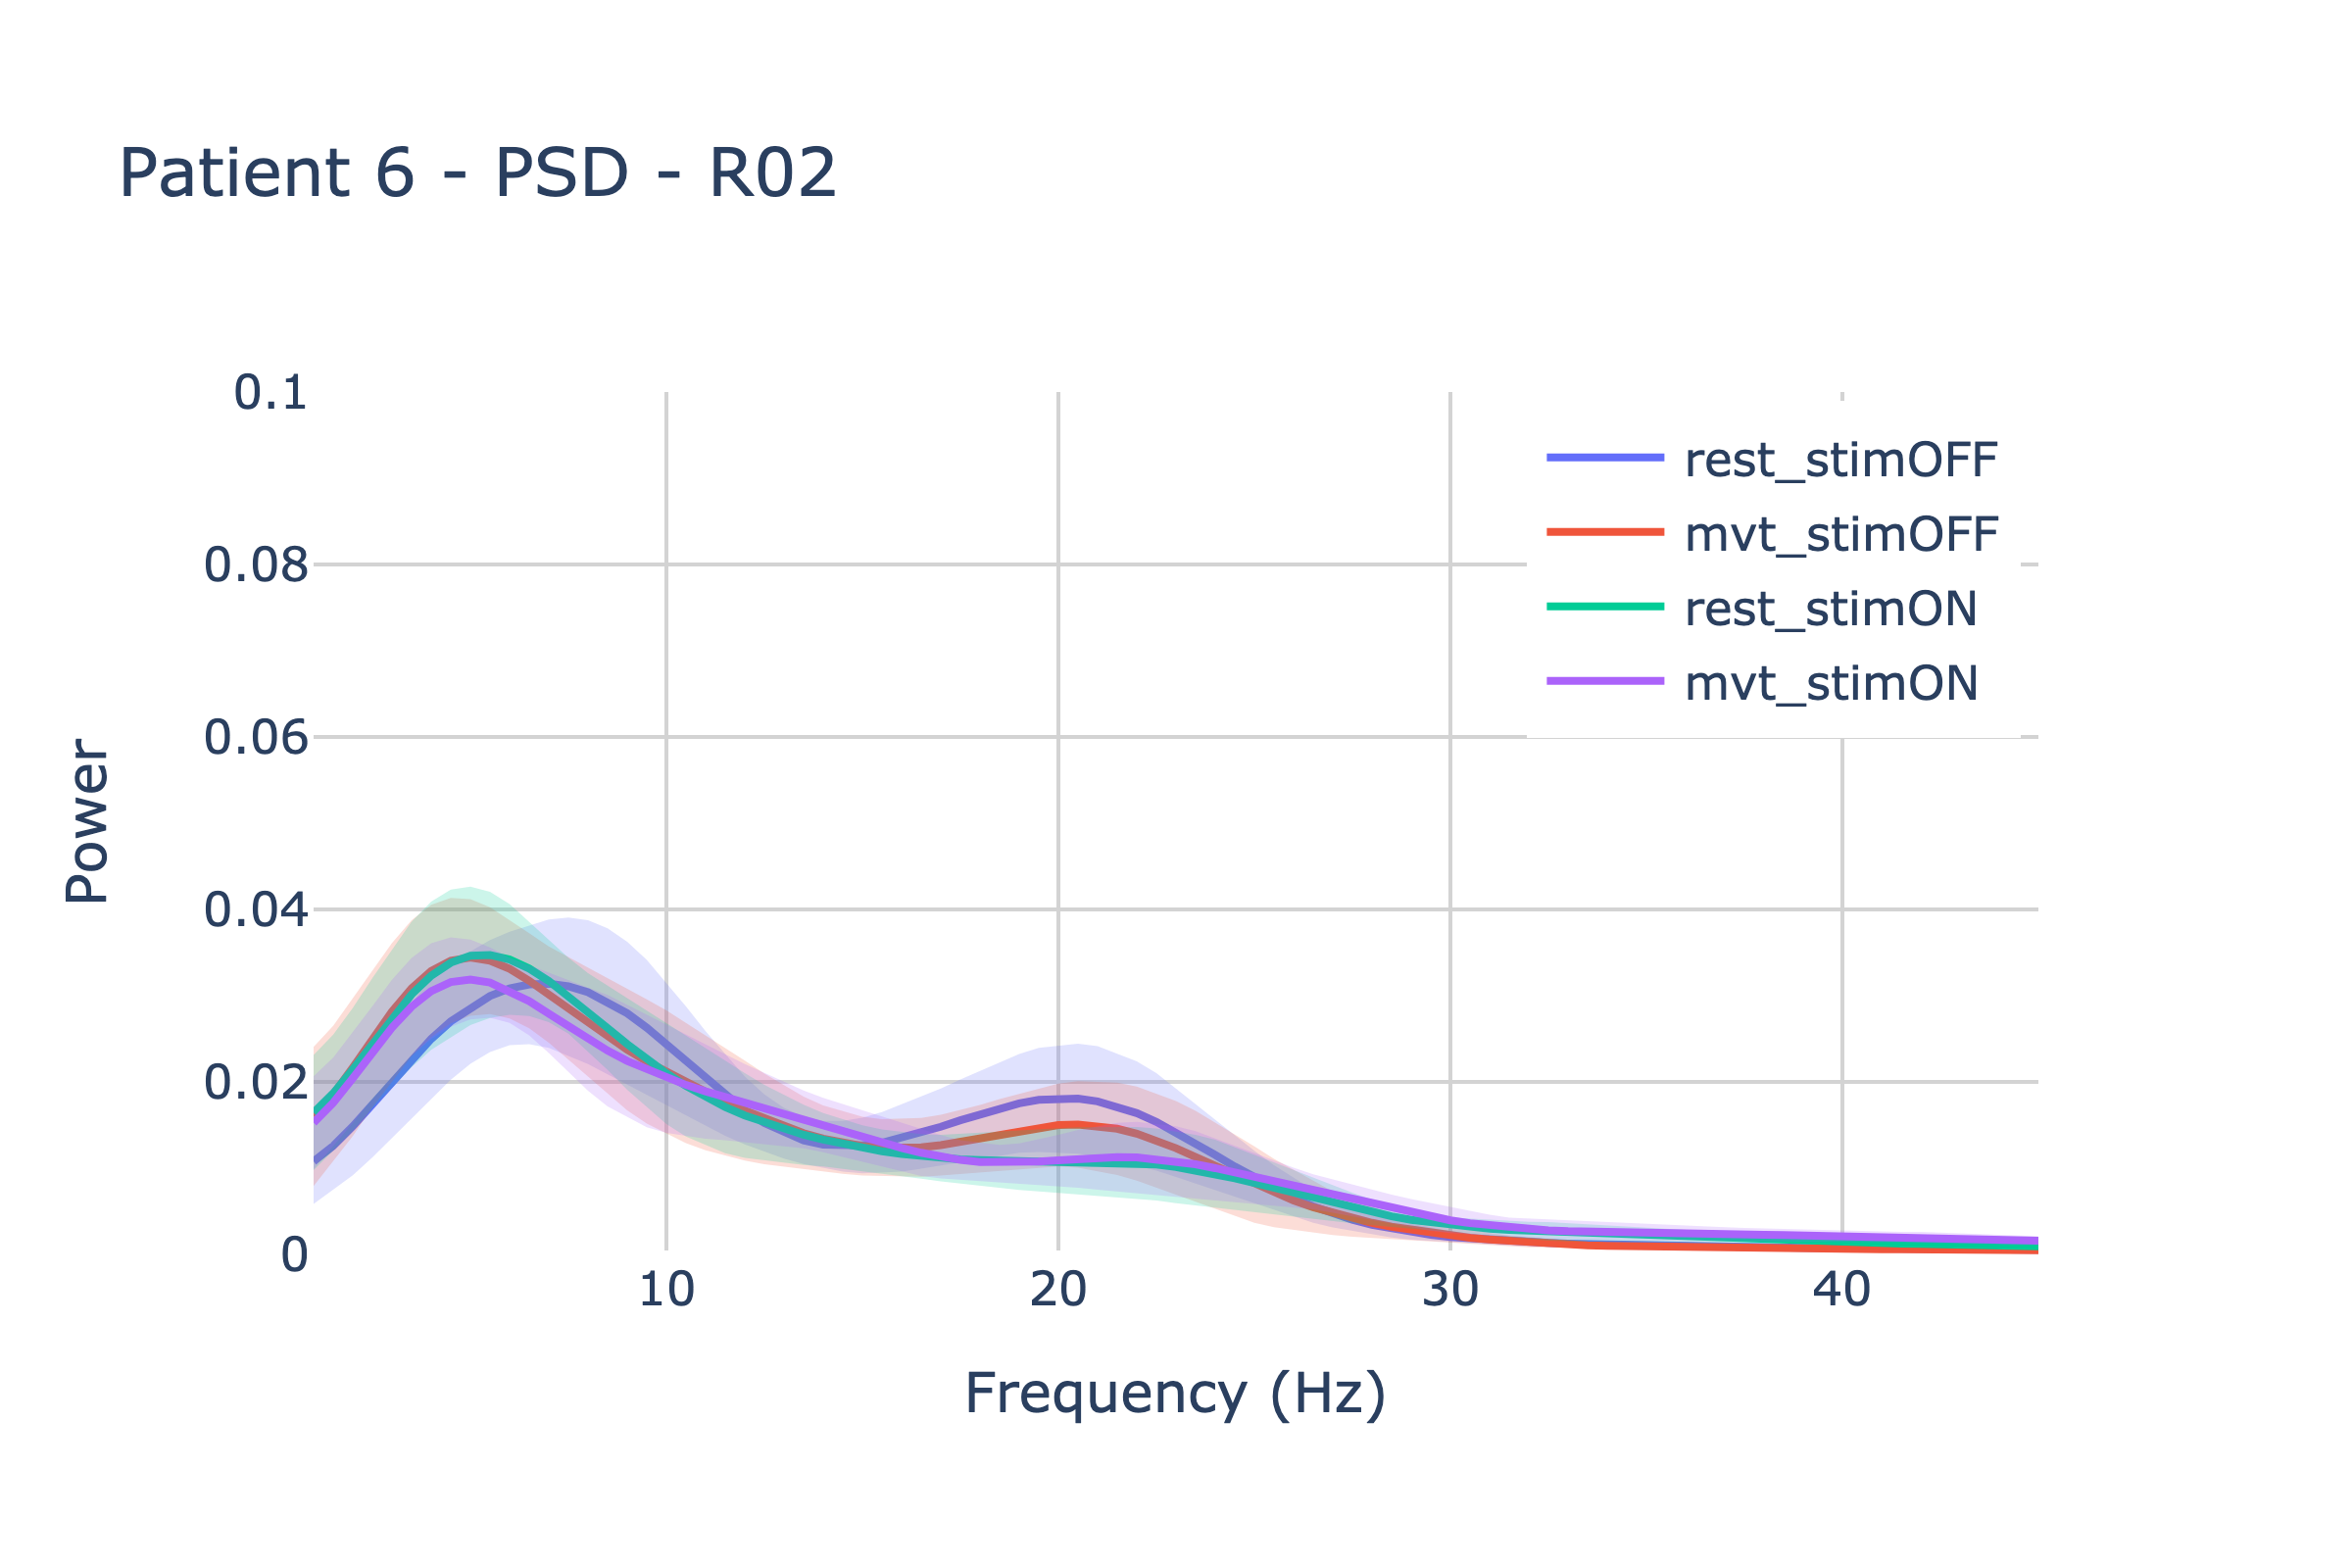 Patient 6 - PSD - R02
0.1
0.08
0.06
0.04
0.02
0
Power
rest_stimOFF
mvt_stimOFF
rest_stimON
mvt_stimON
10 20 30 40
Frequency (Hz)